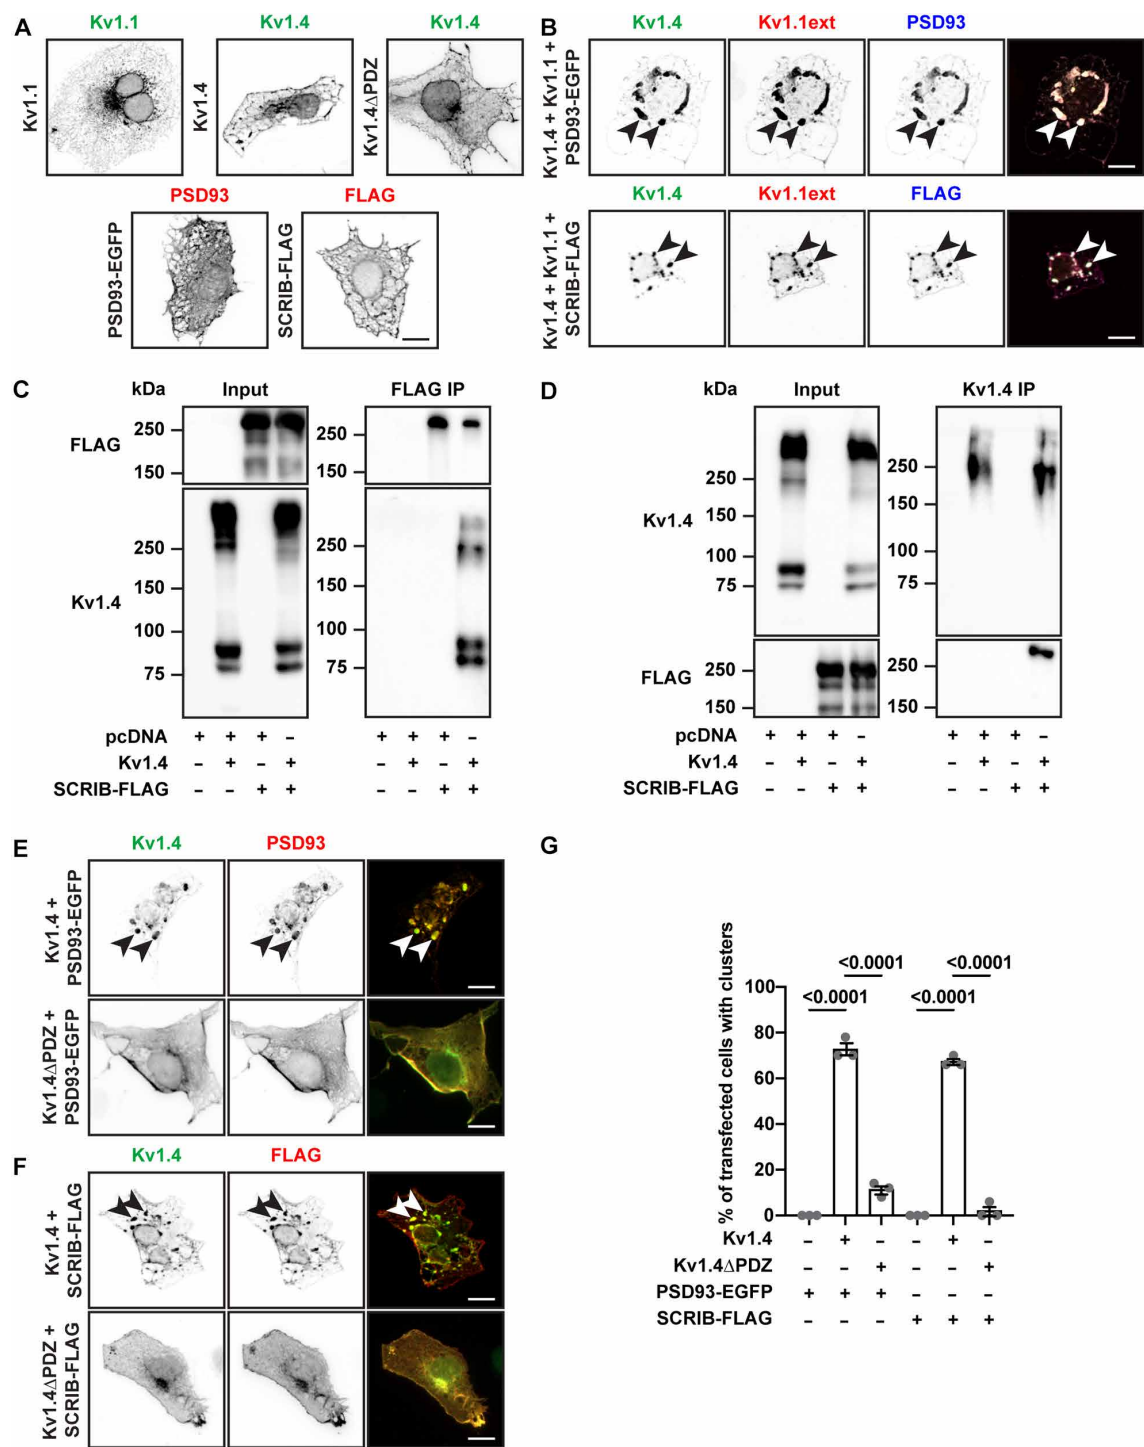 A
Kv1.1 Kv1.4 Kv1.4
Kv1.1
Kv1.4
Kv1.4ΔPDZ
PSD93 FLAG
PSD93-EGFP
SCRIB-FLAG
B
Kv1.4 Kv1.1ext PSD93
Kv1.4 + Kv1.1 +
PSD93-EGFP
Kv1.4 Kv1.1ext FLAG
Kv1.4 + Kv1.1 +
SCRIB-FLAG
C
kDa Input FLAG IP
FLAG
250
150
250
150
Kv1.4
250
150
100
75
250
150
100
75
pcDNA + + + – + + + –
Kv1.4 – + – + – + – +
SCRIB-FLAG – – + + – – + +
D
kDa Input Kv1.4 IP
Kv1.4
250
150
100
75
250
150
100
75
FLAG
250
150
250
150
pcDNA + + + – + + + –
Kv1.4 – + – + – + – +
SCRIB-FLAG – – + + – – + +
E
Kv1.4 PSD93
Kv1.4 +
PSD93-EGFP
Kv1.4ΔPDZ +
PSD93-EGFP
F
Kv1.4 FLAG
Kv1.4 +
SCRIB-FLAG
Kv1.4ΔPDZ +
SCRIB-FLAG
G
% of transfected cells with clusters
<0.0001 <0.0001
<0.0001 <0.0001
100
80
60
40
20
0
Kv1.4 – + – – + –
Kv1.4ΔPDZ – – + – – +
PSD93-EGFP + + + – – –
SCRIB-FLAG – – – + + +